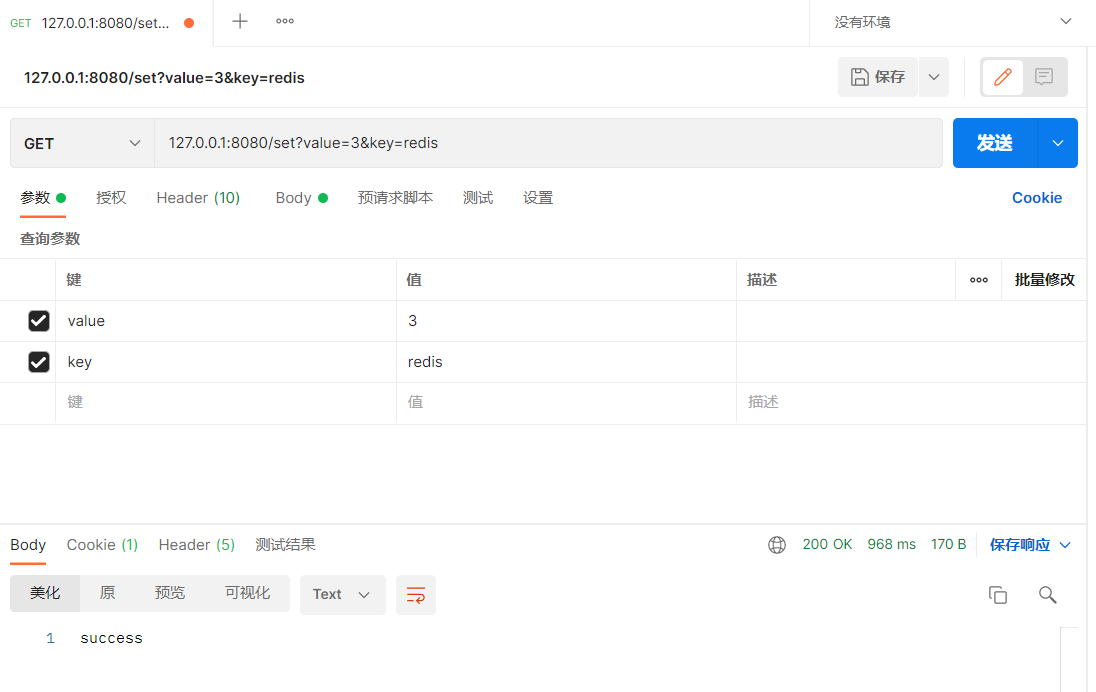 GET 127.0.0.1:8080/set... 没有环境
127.0.0.1:8080/set?value=3&key=redis 保存
GET 127.0.0.1:8080/set?value=3&key=redis 发送
参数 授权 Header (10) Body 预请求脚本 测试 设置 Cookie
查询参数
键 值 描述 批量修改
value 3
key redis
键 值 描述
Body Cookie (1) Header (5) 测试结果 200 OK 968 ms 170 B 保存响应
美化 原 预览 可视化 Text
1 success